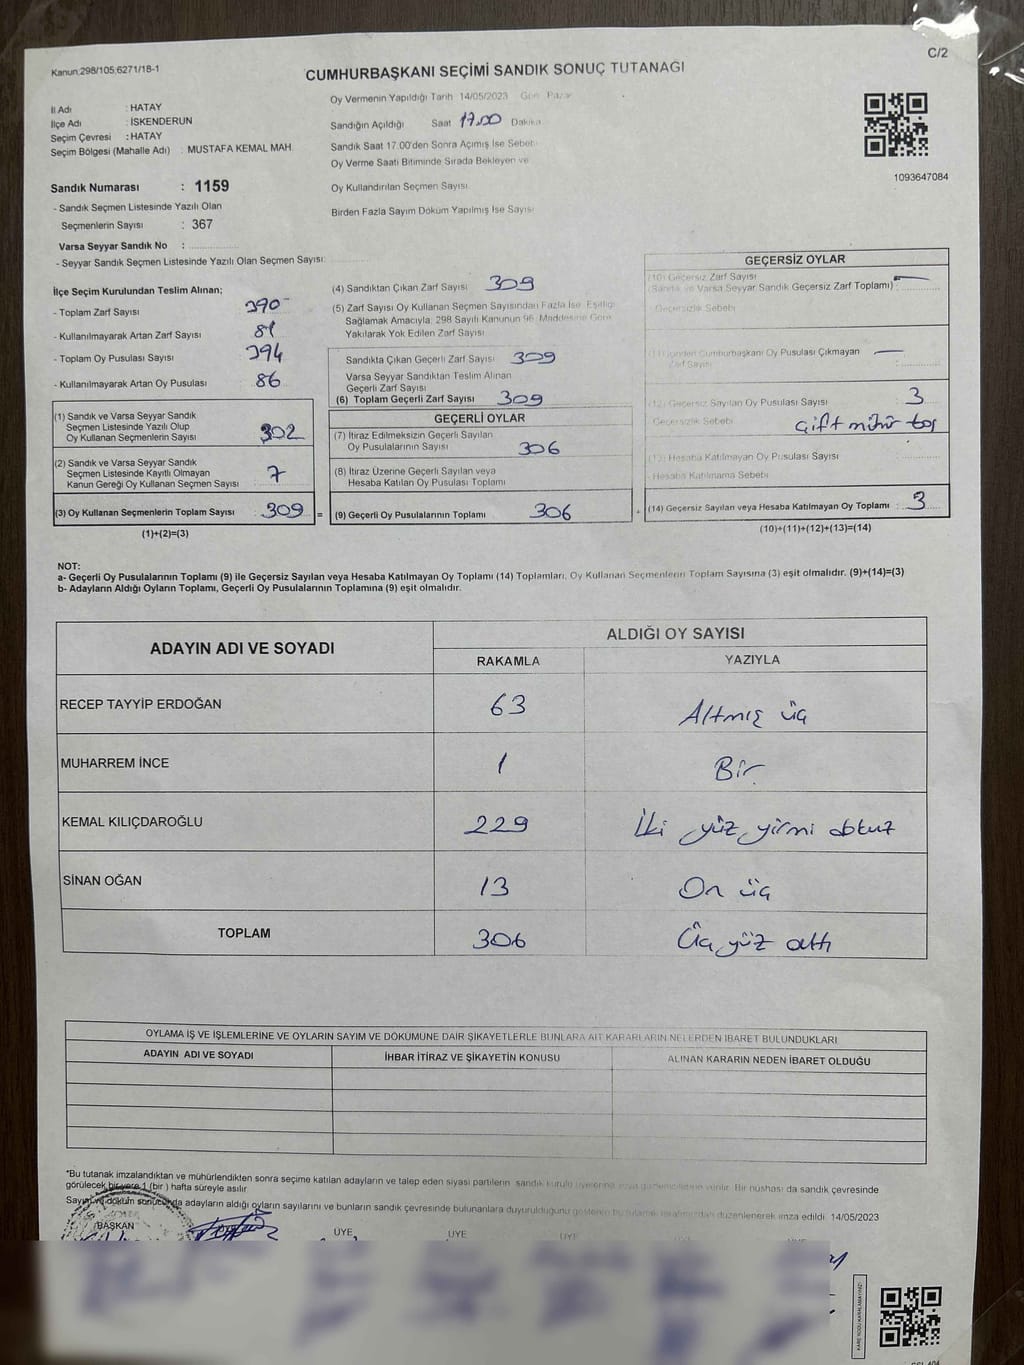 Kanun 298/105;6271/18-1
C/2
CUMHURBAŞKANI SEÇİMİ SANDIK SONUÇ TUTANAĞI
İl Adı : HATAY
İlçe Adı : İSKENDERUN
Seçim Çevresi : HATAY
Seçim Bölgesi (Mahalle Adı) : MUSTAFA KEMAL MAH.
Oy Vermenin Yapıldığı Tarih 14/05/2023 Gün Pazar
Sandığın Açıldığı Saat 17.00 Dakika
Sandık Saat 17.00'den Sonra Açmış İse Sebebi
Oy Verme Saati Bitiminde Sırada Bekleyen ve
Oy Kullandırılan Seçmen Sayısı
Birden Fazla Sayım Döküm Yapılmış İse Sayısı
1093647084
Sandık Numarası : 1159
- Sandık Seçmen Listesinde Yazılı Olan
Seçmenlerin Sayısı : 367
Varsa Seyyar Sandık No :
- Seyyar Sandık Seçmen Listesinde Yazılı Olan Seçmen Sayısı:
İlçe Seçim Kurulundan Teslim Alınan;
- Toplam Zarf Sayısı : 390
- Kullanılmayarak Artan Zarf Sayısı : 81
- Toplam Oy Pusulası Sayısı : 394
- Kullanılmayarak Artan Oy Pusulası : 86
(1) Sandık ve Varsa Seyyar Sandık
Seçmen Listesinde Yazılı Olup
Oy Kullanan Seçmenlerin Sayısı : 302
(2) Sandık ve Varsa Seyyar Sandık
Seçmen Listesinde Kayıtlı Olmayan
Kanun Gereği Oy Kullanan Seçmen Sayısı : 7
(3) Oy Kullanan Seçmenlerin Toplam Sayısı : 309 =
(1)+(2)=(3)
(4) Sandıktan Çıkan Zarf Sayısı 309
(5) Zarf Sayısı Oy Kullanan Seçmen Sayısından Fazla İse, Eşitliği
Sağlamak Amacıyla; 298 Sayılı Kanunun 96. Maddesine Göre
Yakılarak Yok Edilen Zarf Sayısı
Sandıkta Çıkan Geçerli Zarf Sayısı 309
Varsa Seyyar Sandıktan Teslim Alınan
Geçerli Zarf Sayısı
(6) Toplam Geçerli Zarf Sayısı 309
GEÇERLİ OYLAR
(7) İtiraz Edilmeksizin Geçerli Sayılan
Oy Pusulalarının Sayısı 306
(8) İtiraz Üzerine Geçerli Sayılan veya
Hesaba Katılan Oy Pusulası Toplamı
(9) Geçerli Oy Pusulalarının Toplamı 306 +
GEÇERSİZ OYLAR
(10) Geçersiz Zarf Sayısı
(Sandık ve Varsa Seyyar Sandık Geçersiz Zarf Toplamı) : —
- Geçersizlik Sebebi
(11) İçinden Cumhurbaşkanı Oy Pusulası Çıkmayan
Zarf Sayısı : —
(12) Geçersiz Sayılan Oy Pusulası Sayısı : 3
Geçersizlik Sebebi çift mühür boş
(13) Hesaba Katılmayan Oy Pusulası Sayısı :
- Hesaba Katılmama Sebebi
(14) Geçersiz Sayılan veya Hesaba Katılmayan Oy Toplamı : 3
(10)+(11)+(12)+(13)=(14)
NOT:
a- Geçerli Oy Pusulalarının Toplamı (9) ile Geçersiz Sayılan veya Hesaba Katılmayan Oy Toplamı (14) Toplamları, Oy Kullanan Seçmenlerin Toplam Sayısına (3) eşit olmalıdır. (9)+(14)=(3)
b- Adayların Aldığı Oyların Toplamı, Geçerli Oy Pusulalarının Toplamına (9) eşit olmalıdır.
ADAYIN ADI VE SOYADI
ALDIĞI OY SAYISI
RAKAMLA YAZIYLA
RECEP TAYYİP ERDOĞAN 63 Altmış üç
MUHARREM İNCE 1 Bir
KEMAL KILIÇDAROĞLU 229 İki yüz yirmi dokuz
SİNAN OĞAN 13 On üç
TOPLAM 306 Üç yüz altı
OYLAMA İŞ VE İŞLEMLERİNE VE OYLARIN SAYIM VE DÖKÜMÜNE DAİR ŞİKAYETLERLE BUNLARA AİT KARARLARIN NELERDEN İBARET BULUNDUKLARI
ADAYIN ADI VE SOYADI İHBAR İTİRAZ VE ŞİKAYETİN KONUSU ALINAN KARARIN NEDEN İBARET OLDUĞU
*Bu tutanak imzalandıktan ve mühürlendikten sonra seçime katılan adayların ve talep eden siyasi partilerin sandık kurulu üyelerine veya verilir. Bir nüshası da sandık çevresinde
görülecek bir yere 1 (bir) hafta süreyle asılır
Sayım ve döküm sonucunda adayların aldığı oyların sayılarını ve bunların sandık çevresinde bulunanlara duyurulduğunu gösteren bu tutanak tarafımızdan düzenlenerek imza edildi. 14/05/2023
BAŞKAN ÜYE ÜYE ÜYE